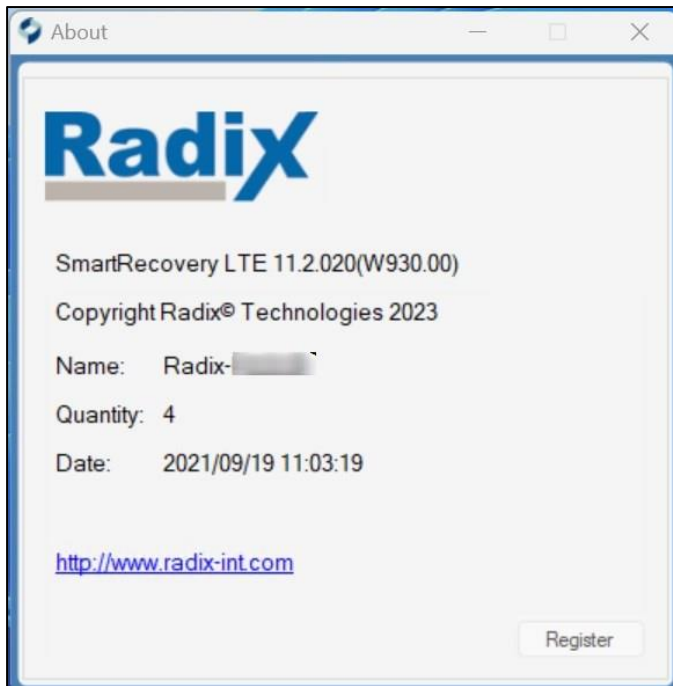 About
Radix
SmartRecovery LTE 11.2.020(W930.00)
Copyright Radix© Technologies 2023
Name: Radix-
Quantity: 4
Date: 2021/09/19 11:03:19
http://www.radix-int.com
Register